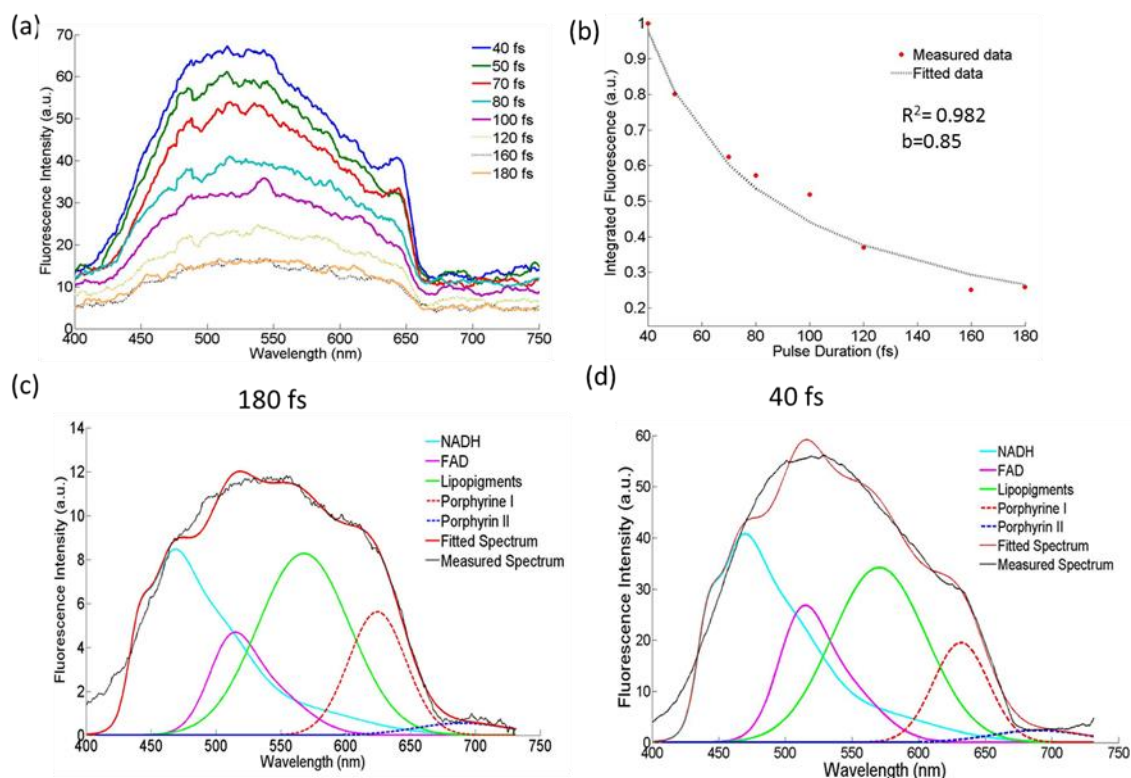 (a)
70
60
50
40
30
20
10
0
400 450 500 550 600 650 700 750
Fluorescence Intensity (a.u.)
Wavelength (nm)
40 fs
50 fs
70 fs
80 fs
100 fs
120 fs
160 fs
180 fs
(b)
1
0.9
0.8
0.7
0.6
0.5
0.4
0.3
0.2
40 60 80 100 120 140 160 180
Integrated Fluorescence (a.u.)
Pulse Duration (fs)
Measured data
Fitted data
R²= 0.982
b=0.85
(c)
180 fs
14
12
10
8
6
4
2
0
400 450 500 550 600 650 700 750
Fluorescence Intensity (a.u.)
Wavelength (nm)
NADH
FAD
Lipopigments
Porphyrine I
Porphyrin II
Fitted Spectrum
Measured Spectrum
(d)
40 fs
60
50
40
30
20
10
0
400 450 500 550 600 650 700 750
Fluorescence Intensity (a.u.)
Wavelength (nm)
NADH
FAD
Lipopigments
Porphyrine I
Porphyrin II
Fitted Spectrum
Measured Spectrum